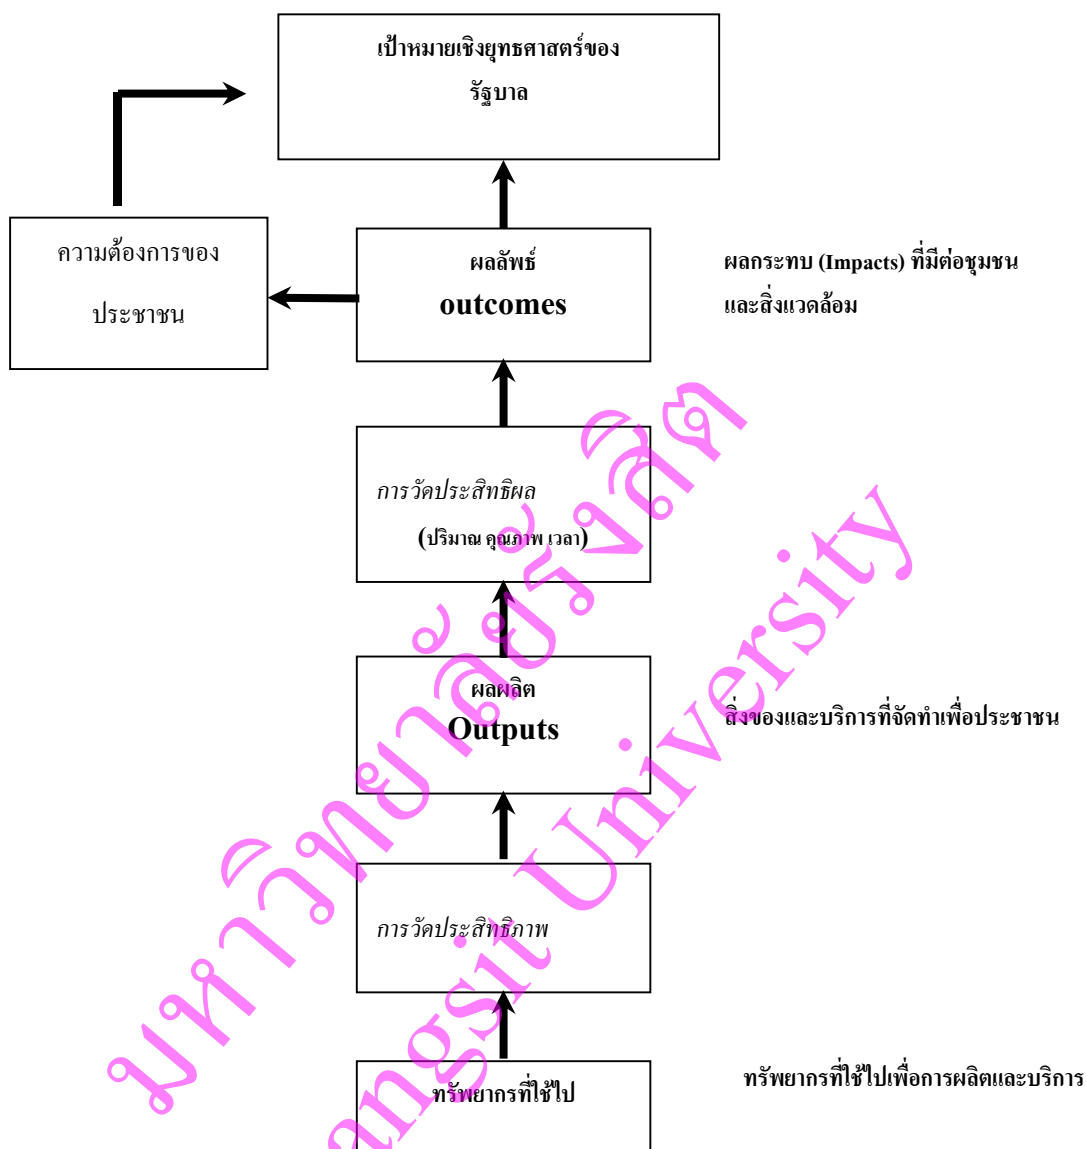 เป้าหมายเชิงยุทธศาสตร์ของ
รัฐบาล
ความต้องการของ
ประชาชน
ผลลัพธ์
outcomes
ผลกระทบ (Impacts) ที่มีต่อชุมชน
และสิ่งแวดล้อม
การวัดประสิทธิผล
(ปริมาณ คุณภาพ เวลา)
ผลผลิต
Outputs
สิ่งของและบริการที่จัดทำเพื่อประชาชน
การวัดประสิทธิภาพ
ทรัพยากรที่ใช้ไป
ทรัพยากรที่ใช้ไปเพื่อการผลิตและบริการ
มหาวิทยาลัยรังสิต
angsit University